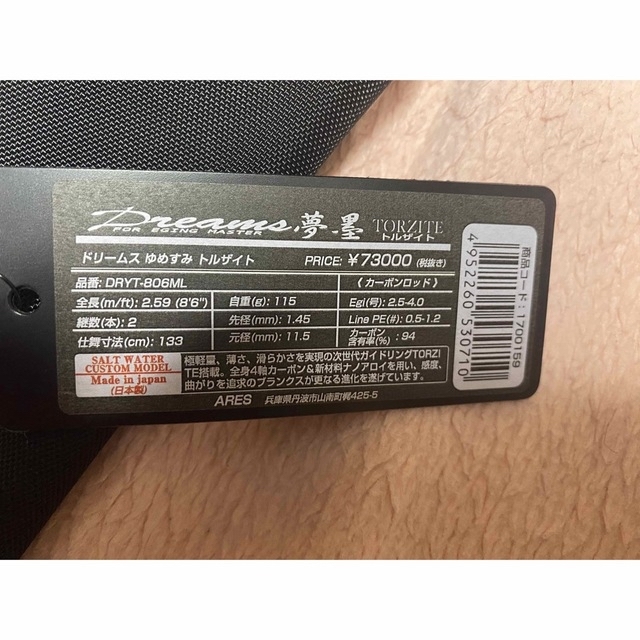 Dreams.夢墨 TORZITE
FOR EGING MASTER トルザイト
ドリームス ゆめすみ トルザイト PRICE: ¥73000 (税抜き)
品番: DRYT-806ML 《カーボンロッド》
全長(m/ft): 2.59 (8'6") 自重(g): 115 Egi(号): 2.5-4.0
継数(本): 2 先径(mm): 1.45 Line PE(#): 0.5-1.2
仕舞寸法(cm): 133 元径(mm): 11.5 カーボン含有率(%): 94
SALT WATER
CUSTOM MODEL
Made in japan
(日本製)
極軽量、薄さ、滑らかさを実現の次世代ガイドリングTORZI
TE搭載。全身4軸カーボン&新材料ナノアロイを用い、感度、
曲がりを追求のブランクスが更なる進化を遂げています。
ARES 兵庫県丹波市山南町梶425-5
商品コード: 1700159
4952260530710